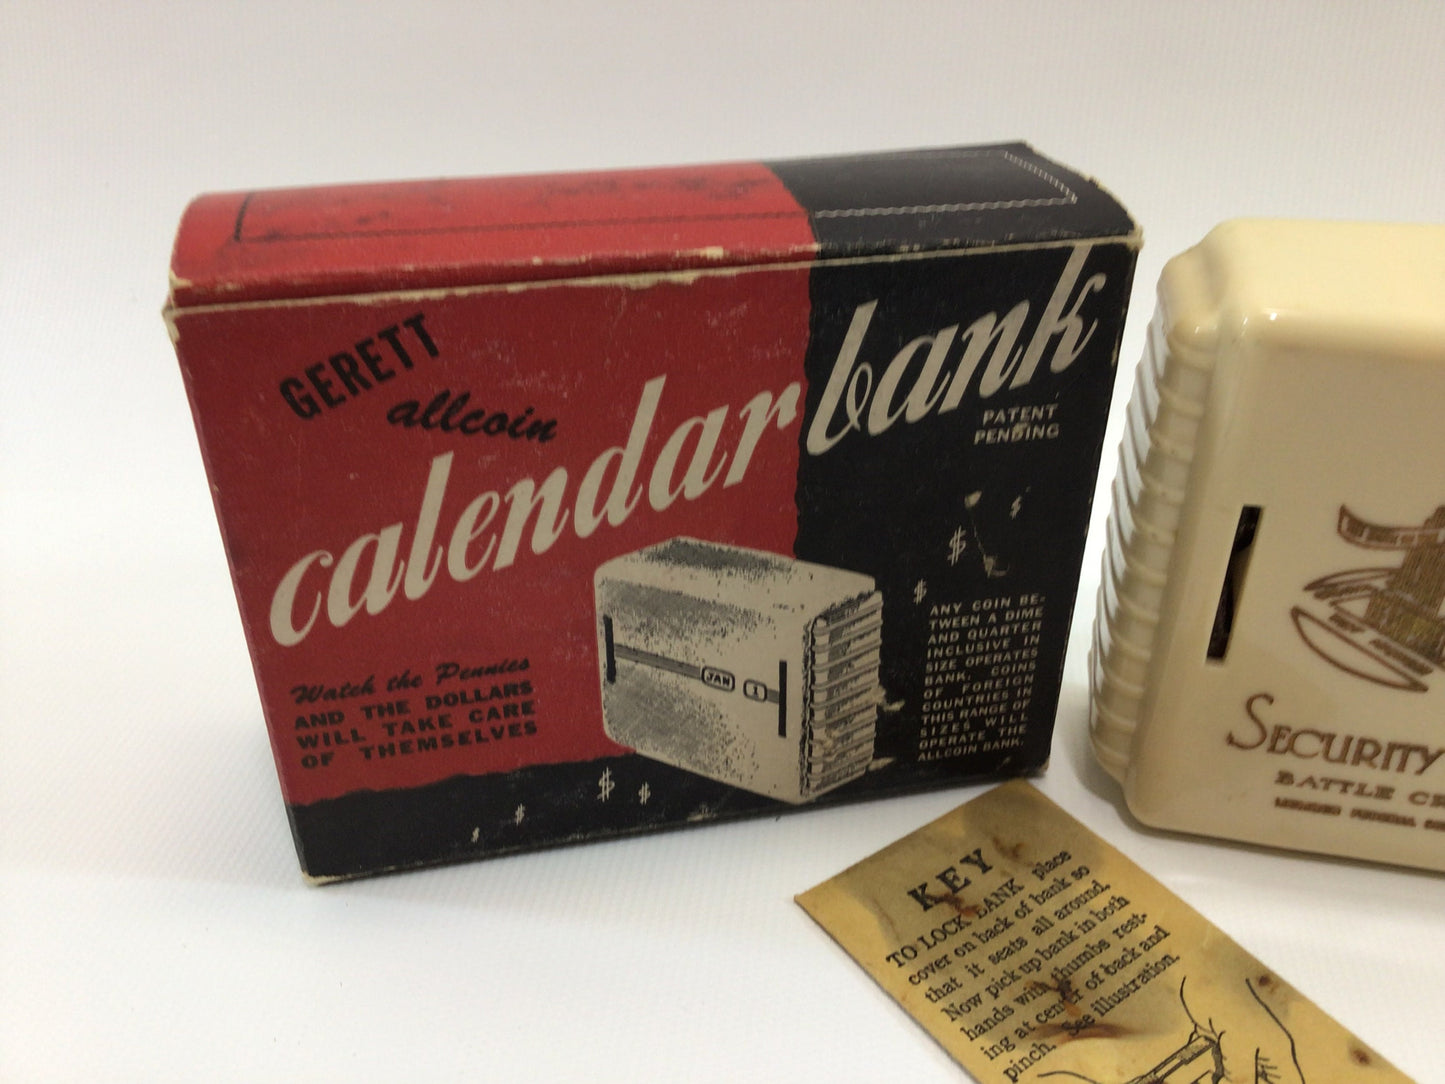 GERETT
allcoin
calendar bank
PATENT
PENDING
Watch the Pennies
AND THE DOLLARS
WILL TAKE CARE
OF THEMSELVES
JAN 1
$
$
$
$
$
$
$
ANY COIN BE-
TWEEN A DIME
AND QUARTER
INCLUSIVE IN
SIZE OPERATES
BANK. COINS
OF FOREIGN
COUNTRIES IN
THIS RANGE OF
SIZES WILL
OPERATE THE
ALLCOIN BANK.
SECURITY
BATTLE CR
MEMBER FEDERAL
KEY
TO LOCK BANK place
cover on back of bank so
that it seats all around.
Now pick up bank in both
hands with thumbs rest-
ing at center of back and
pinch. See illustration.